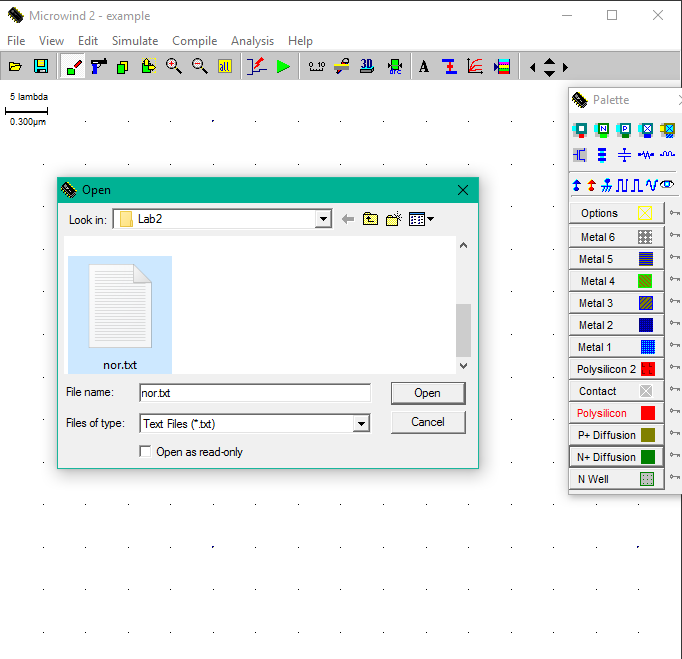 Microwind 2 - example
File View Edit Simulate Compile Analysis Help
5 lambda
0.300µm
Palette
Options
Metal 6
Metal 5
Metal 4
Metal 3
Metal 2
Metal 1
Polysilicon 2
Contact
Polysilicon
P+ Diffusion
N+ Diffusion
N Well
Open
Look in: Lab2
nor.txt
File name: nor.txt Open
Files of type: Text Files (*.txt) Cancel
Open as read-only